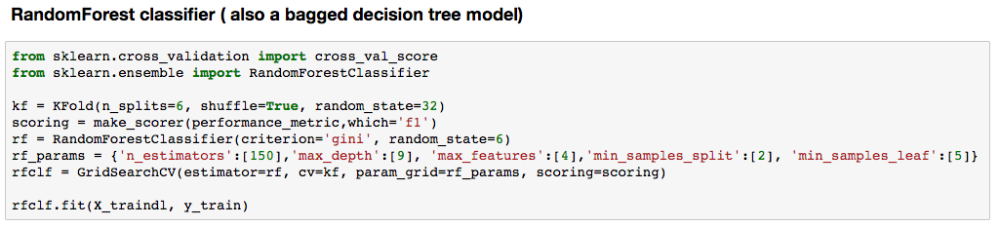 RandomForest classifier ( also a bagged decision tree model)
from sklearn.cross_validation import cross_val_score
from sklearn.ensemble import RandomForestClassifier
kf = KFold(n_splits=6, shuffle=True, random_state=32)
scoring = make_scorer(performance_metric,which='f1')
rf = RandomForestClassifier(criterion='gini', random_state=6)
rf_params = {'n_estimators':[150],'max_depth':[9], 'max_features':[4],'min_samples_split':[2], 'min_samples_leaf':[5]}
rfclf = GridSearchCV(estimator=rf, cv=kf, param_grid=rf_params, scoring=scoring)
rfclf.fit(X_traindl, y_train)